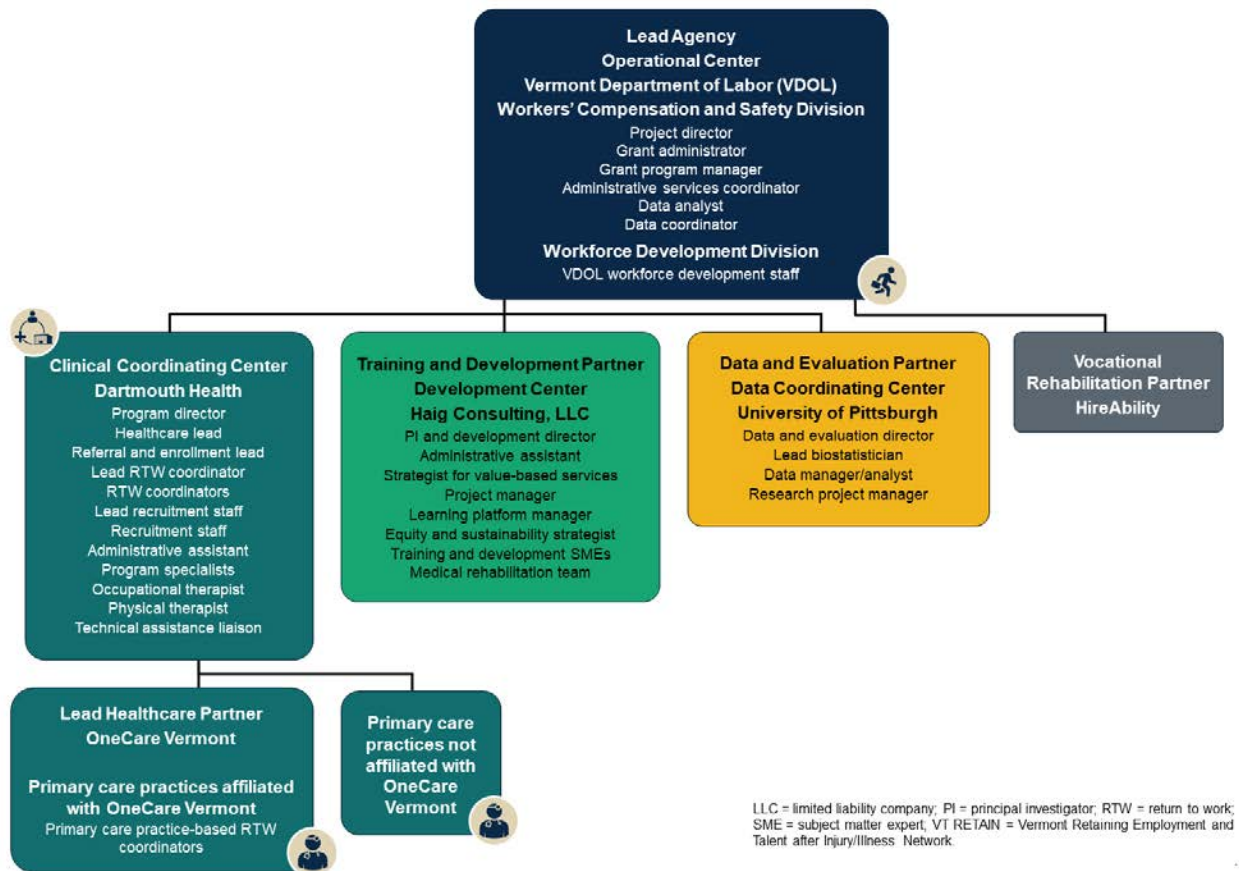 Lead Agency
Operational Center
Vermont Department of Labor (VDOL)
Workers' Compensation and Safety Division
Project director
Grant administrator
Grant program manager
Administrative services coordinator
Data analyst
Data coordinator
Workforce Development Division
VDOL workforce development staff
Clinical Coordinating Center
Dartmouth Health
Program director
Healthcare lead
Referral and enrollment lead
Lead RTW coordinator
RTW coordinators
Lead recruitment staff
Recruitment staff
Administrative assistant
Program specialists
Occupational therapist
Physical therapist
Technical assistance liaison
Training and Development Partner
Development Center
Haig Consulting, LLC
PI and development director
Administrative assistant
Strategist for value-based services
Project manager
Learning platform manager
Equity and sustainability strategist
Training and development SMEs
Medical rehabilitation team
Data and Evaluation Partner
Data Coordinating Center
University of Pittsburgh
Data and evaluation director
Lead biostatistician
Data manager/analyst
Research project manager
Vocational
Rehabilitation Partner
HireAbility
Lead Healthcare Partner
OneCare Vermont
Primary care practices affiliated
with OneCare Vermont
Primary care practice-based RTW
coordinators
Primary care
practices not
affiliated with
OneCare
Vermont
LLC = limited liability company; PI = principal investigator; RTW = return to work;
SME = subject matter expert; VT RETAIN = Vermont Retaining Employment and
Talent after Injury/Illness Network.